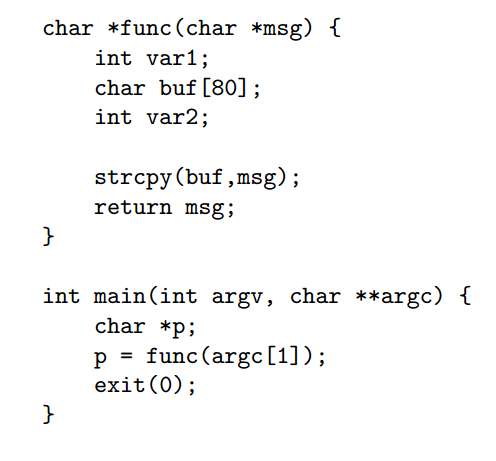 char *func(char *msg) {
    int var1;
    char buf[80];
    int var2;

    strcpy(buf,msg);
    return msg;
}

int main(int argv, char **argc) {
    char *p;
    p = func(argc[1]);
    exit(0);
}